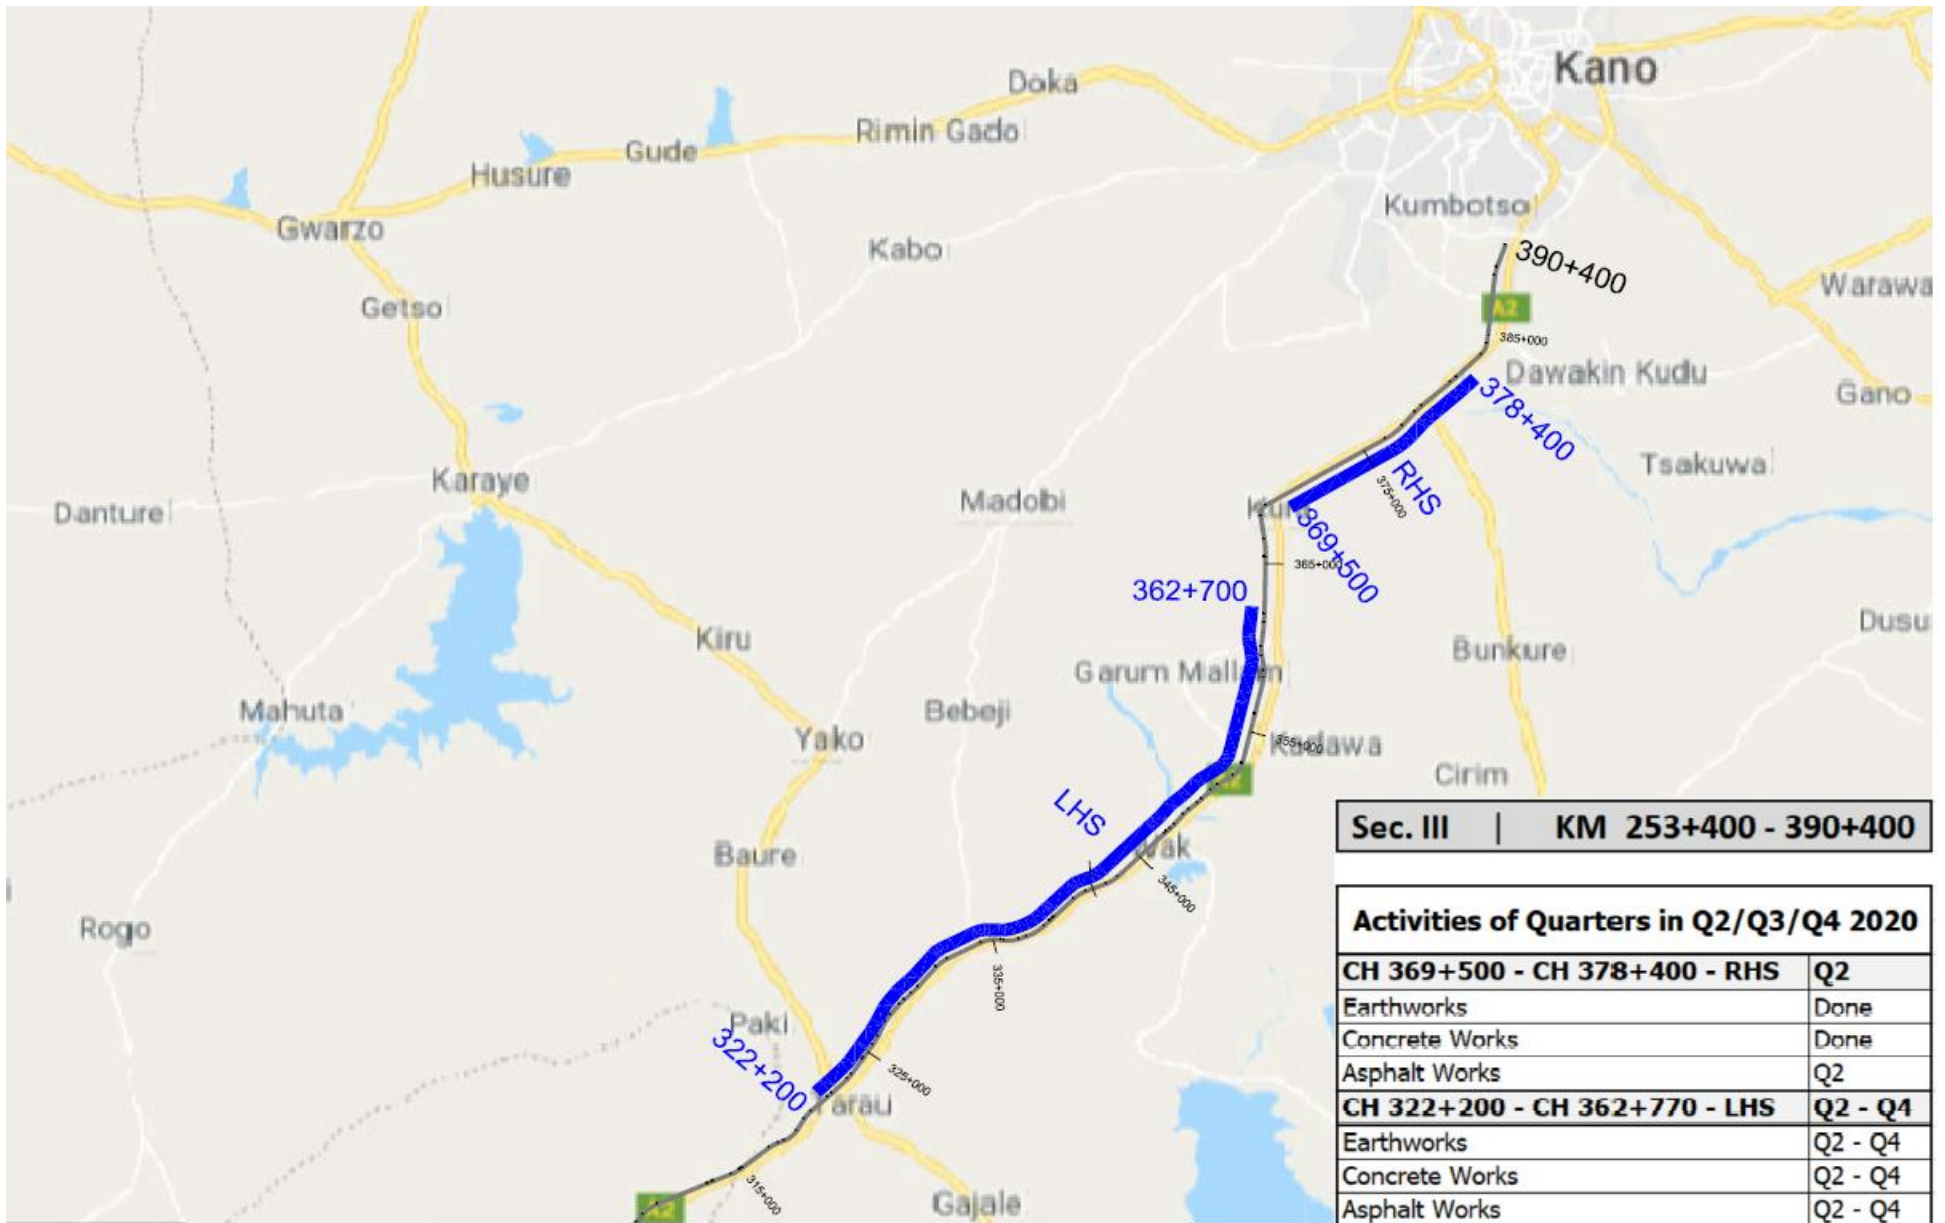 Kano
Doka
Rimin Gado
Gude
Husure
Kumbotso
Gwarzo
Kabo
390+400
Warawa
Getso
A2
385+000
Dawakin Kudu
378+400
Gano
Karaye
Tsakuwa
RHS
Danture
Madobi
375+000
369+500
365+000
362+700
Dusu
Kiru
Bunkure
Garum Mallam
Mahuta
Bebeji
Yako
355+000
Kadawa
Cirim
LHS
Sec. III | KM 253+400 - 390+400
Baure
Wak
345+000
Activities of Quarters in Q2/Q3/Q4 2020
Rogo
CH 369+500 - CH 378+400 - RHS Q2
335+000
Earthworks Done
Paki
Concrete Works Done
322+200
325+000
Asphalt Works Q2
CH 322+200 - CH 362+770 - LHS Q2 - Q4
Earthworks Q2 - Q4
Concrete Works Q2 - Q4
315+000
A2
Gajale
Asphalt Works Q2 - Q4